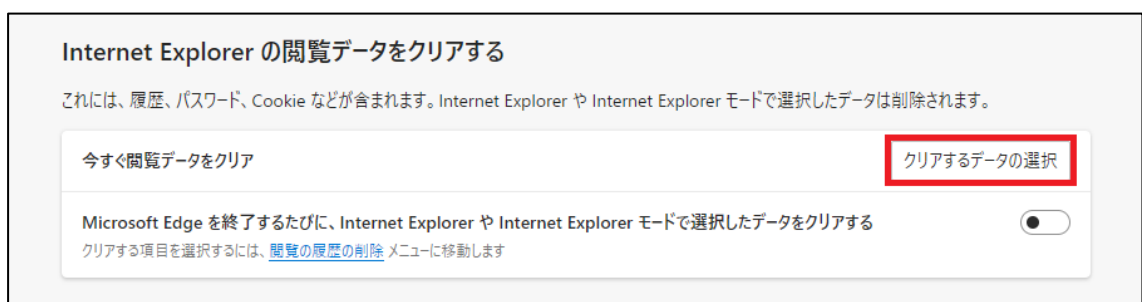 Internet Explorer の閲覧データをクリアする
これには、履歴、パスワード、Cookie などが含まれます。Internet Explorer や Internet Explorer モードで選択したデータは削除されます。
今すぐ閲覧データをクリア
クリアするデータの選択
Microsoft Edge を終了するたびに、Internet Explorer や Internet Explorer モードで選択したデータをクリアする
クリアする項目を選択するには、閲覧の履歴の削除 メニューに移動します